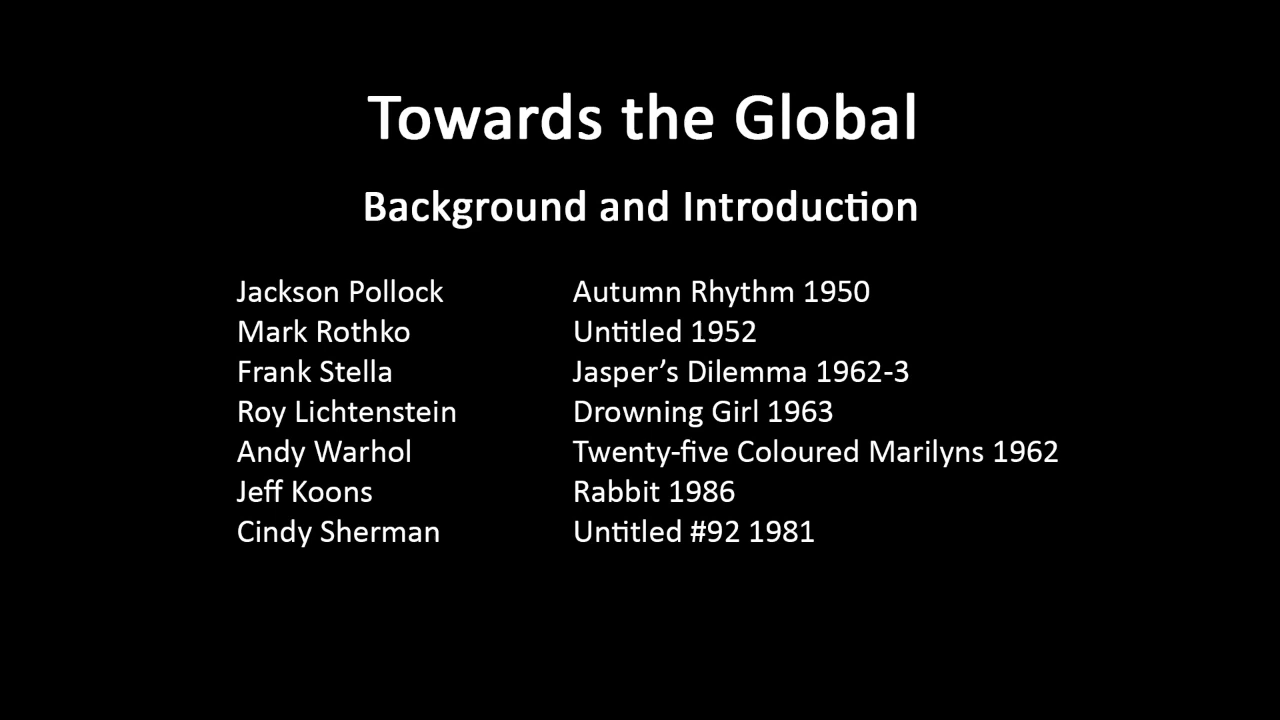 Towards the Global
Background and Introduction
Jackson Pollock Autumn Rhythm 1950
Mark Rothko Untitled 1952
Frank Stella Jasper’s Dilemma 1962-3
Roy Lichtenstein Drowning Girl 1963
Andy Warhol Twenty-five Coloured Marilyns 1962
Jeff Koons Rabbit 1986
Cindy Sherman Untitled #92 1981